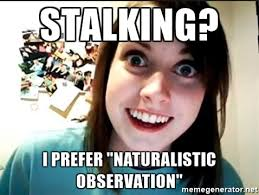 STALKING?
I PREFER "NATURALISTIC
OBSERVATION"
memegenerator.net